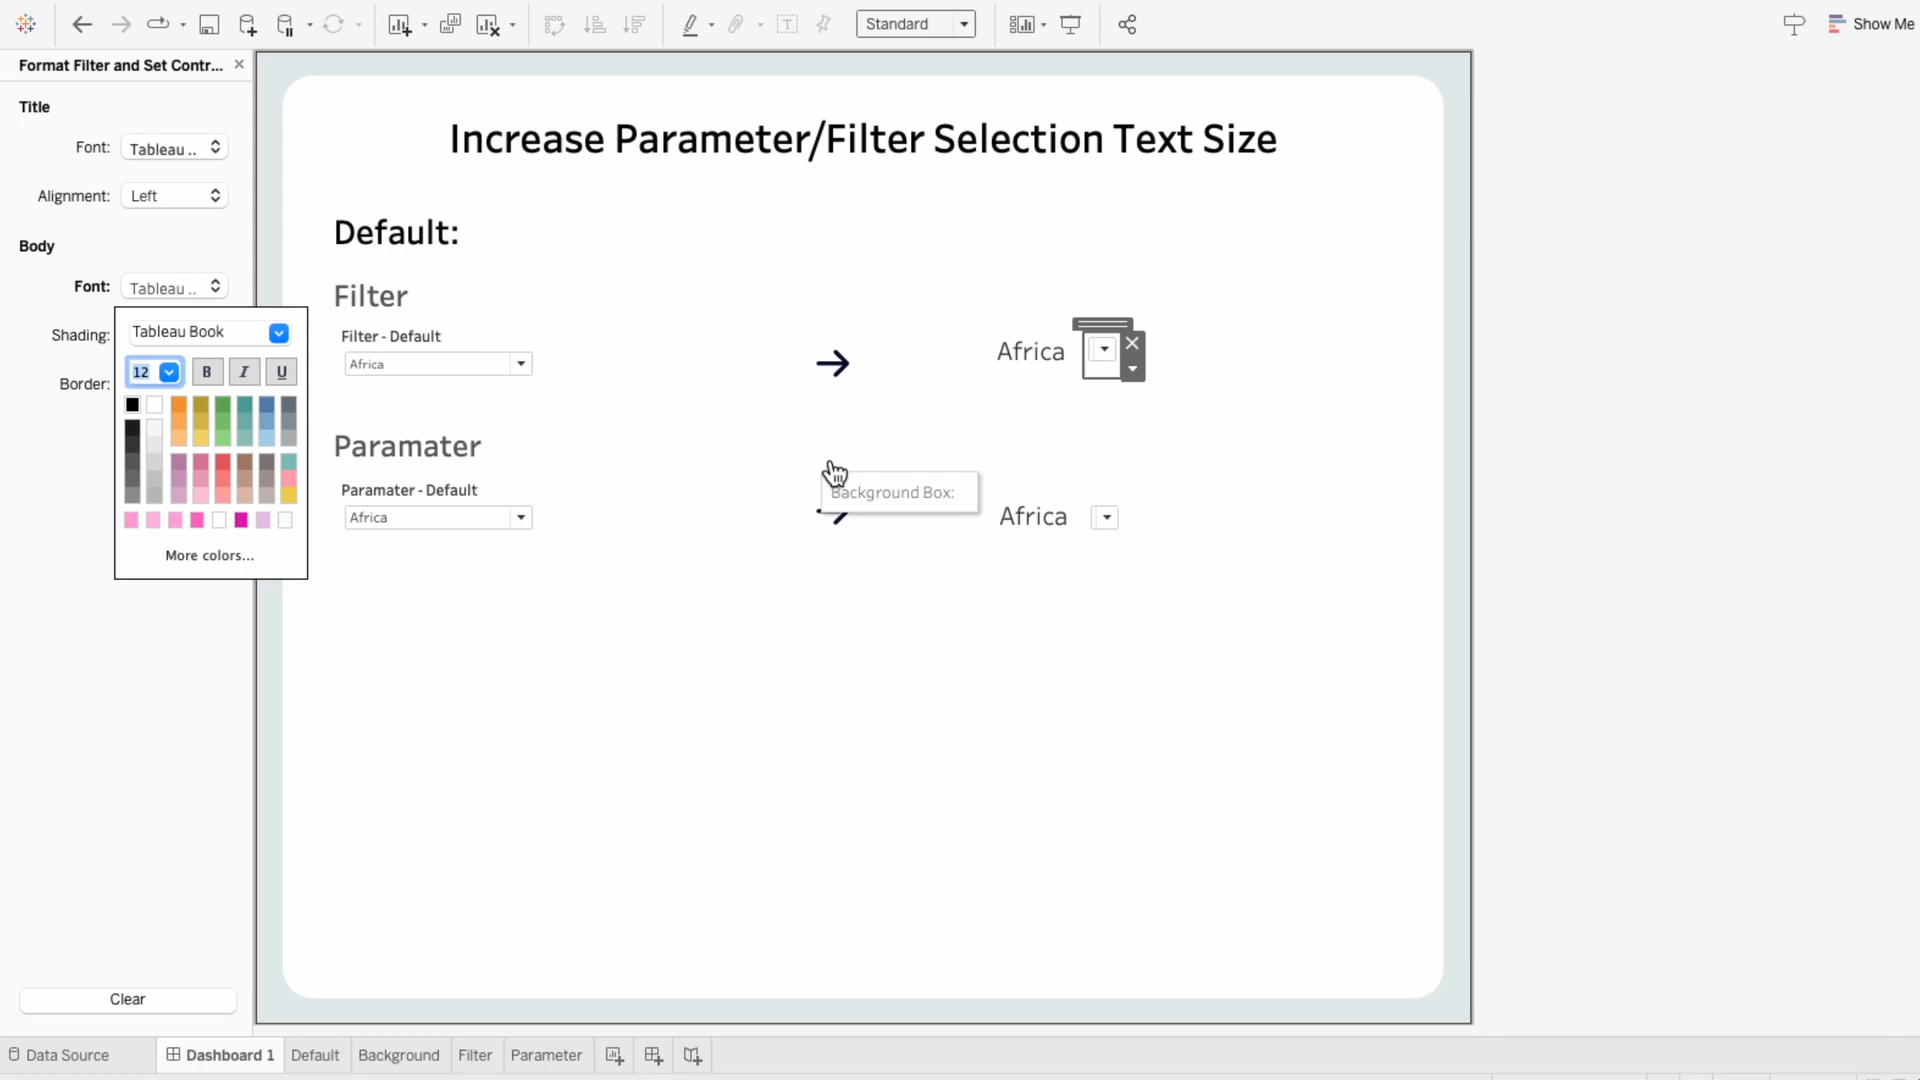 Standard
Show Me
Format Filter and Set Contr...
Title
Font: Tableau ..
Alignment: Left
Body
Font: Tableau ..
Shading:
Tableau Book
12 B I U
Border:
More colors...
Clear
Increase Parameter/Filter Selection Text Size
Default:
Filter
Filter - Default
Africa
Africa
Paramater
Background Box:
Paramater - Default
Africa
Africa
Data Source Dashboard 1 Default Background Filter Parameter